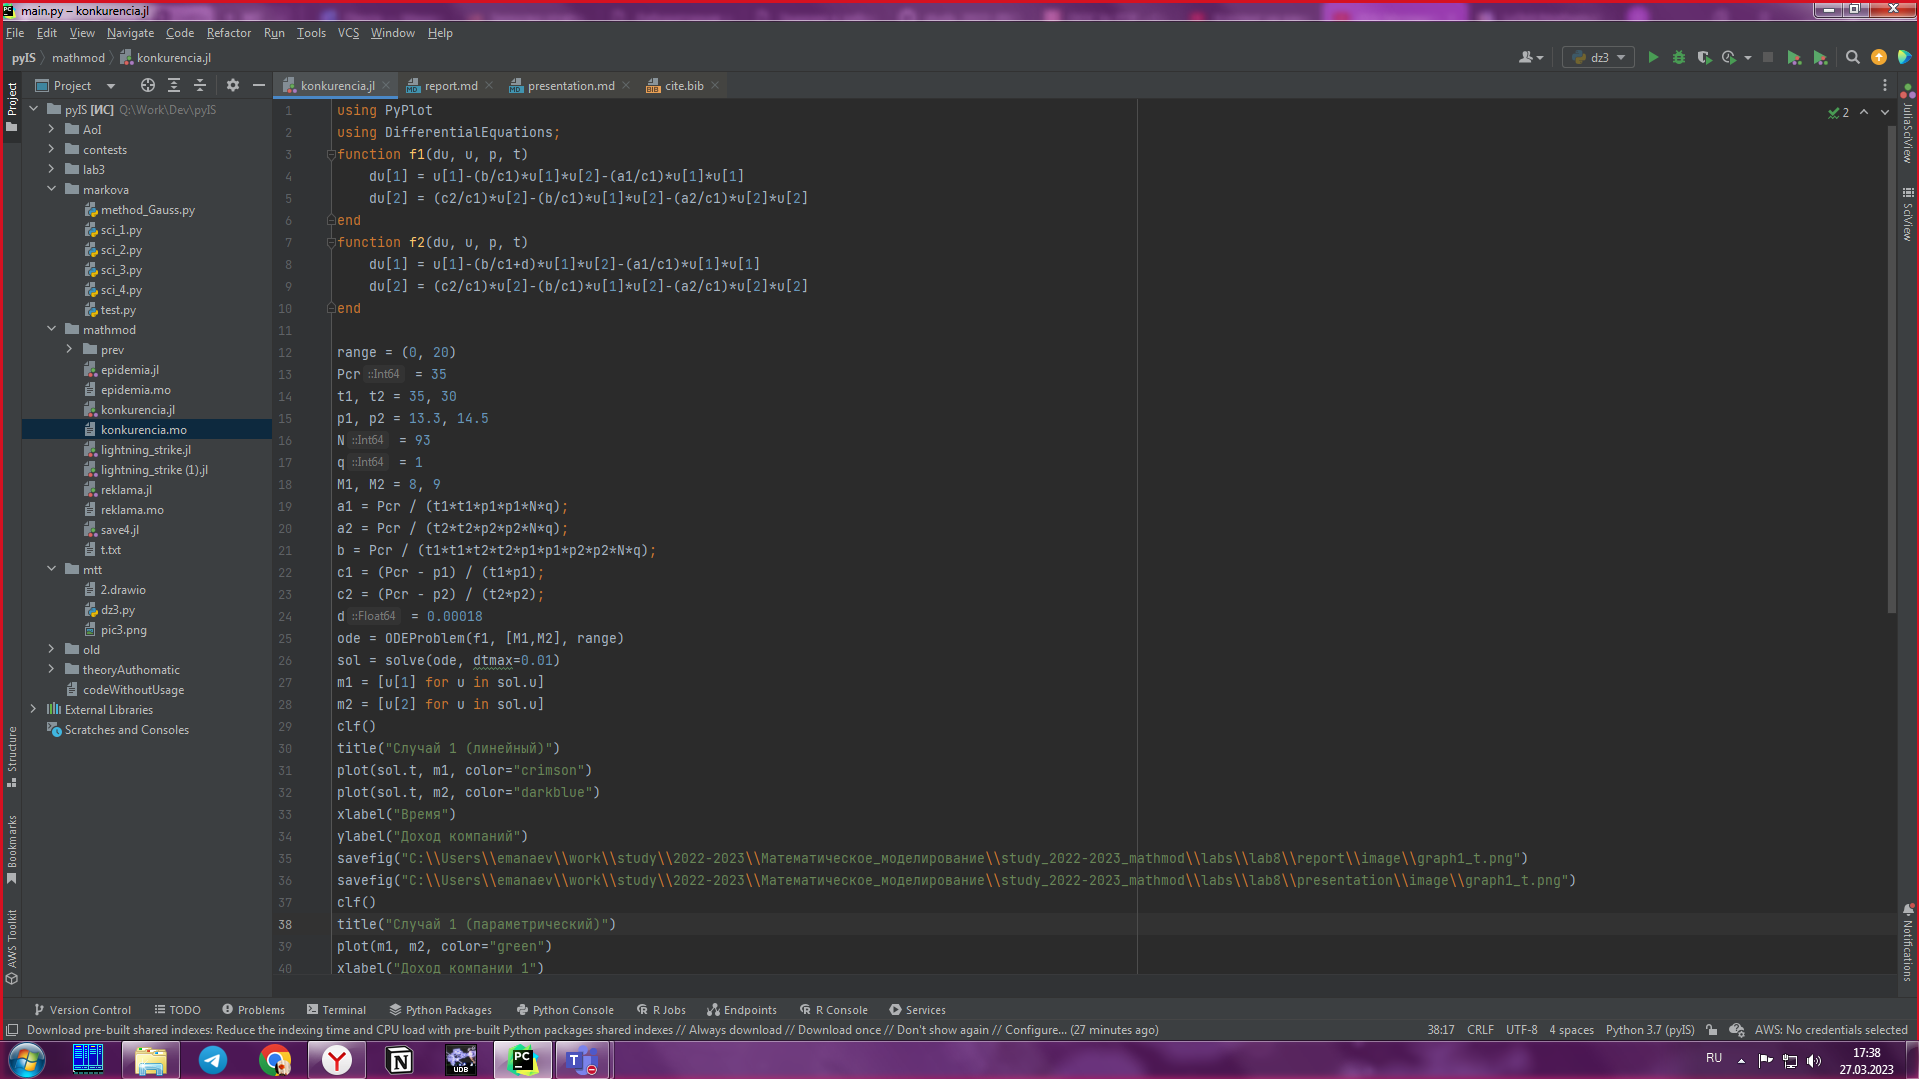 main.py – konkurencia.jl
File Edit View Navigate Code Refactor Run Tools VCS Window Help
pyIS mathmod konkurencia.jl
dz3
Project
konkurencia.jl report.md presentation.md cite.bib
pyIS [ИС] Q:\Work\Dev\pyIS
AoI
contests
lab3
markova
method_Gauss.py
sci_1.py
sci_2.py
sci_3.py
sci_4.py
test.py
mathmod
prev
epidemia.jl
epidemia.mo
konkurencia.jl
konkurencia.mo
lightning_strike.jl
lightning_strike (1).jl
reklama.jl
reklama.mo
save4.jl
t.txt
mtt
2.drawio
dz3.py
pic3.png
old
theoryAuthomatic
codeWithoutUsage
External Libraries
Scratches and Consoles
Project
Structure
Bookmarks
AWS Toolkit
1 using PyPlot
2 using DifferentialEquations;
3 function f1(du, u, p, t)
4 du[1] = u[1]-(b/c1)*u[1]*u[2]-(a1/c1)*u[1]*u[1]
5 du[2] = (c2/c1)*u[2]-(b/c1)*u[1]*u[2]-(a2/c1)*u[2]*u[2]
6 end
7 function f2(du, u, p, t)
8 du[1] = u[1]-(b/c1+d)*u[1]*u[2]-(a1/c1)*u[1]*u[1]
9 du[2] = (c2/c1)*u[2]-(b/c1)*u[1]*u[2]-(a2/c1)*u[2]*u[2]
10 end
11
12 range = (0, 20)
13 Pcr ::Int64 = 35
14 t1, t2 = 35, 30
15 p1, p2 = 13.3, 14.5
16 N ::Int64 = 93
17 q ::Int64 = 1
18 M1, M2 = 8, 9
19 a1 = Pcr / (t1*t1*p1*p1*N*q);
20 a2 = Pcr / (t2*t2*p2*p2*N*q);
21 b = Pcr / (t1*t1*t2*t2*p1*p1*p2*p2*N*q);
22 c1 = (Pcr - p1) / (t1*p1);
23 c2 = (Pcr - p2) / (t2*p2);
24 d ::Float64 = 0.00018
25 ode = ODEProblem(f1, [M1,M2], range)
26 sol = solve(ode, dtmax=0.01)
27 m1 = [u[1] for u in sol.u]
28 m2 = [u[2] for u in sol.u]
29 clf()
30 title("Случай 1 (линейный)")
31 plot(sol.t, m1, color="crimson")
32 plot(sol.t, m2, color="darkblue")
33 xlabel("Время")
34 ylabel("Доход компаний")
35 savefig("C:\\Users\\emanaev\\work\\study\\2022-2023\\Математическое_моделирование\\study_2022-2023_mathmod\\labs\\lab8\\report\\image\\graph1_t.png")
36 savefig("C:\\Users\\emanaev\\work\\study\\2022-2023\\Математическое_моделирование\\study_2022-2023_mathmod\\labs\\lab8\\presentation\\image\\graph1_t.png")
37 clf()
38 title("Случай 1 (параметрический)")
39 plot(m1, m2, color="green")
40 xlabel("Доход компании 1")
2
JuliaSciView
SciView
Notifications
Version Control TODO Problems Terminal Python Packages Python Console R Jobs Endpoints R Console Services
Download pre-built shared indexes: Reduce the indexing time and CPU load with pre-built Python packages shared indexes // Always download // Download once // Don't show again // Configure... (27 minutes ago)
38:17 CRLF UTF-8 4 spaces Python 3.7 (pyIS) AWS: No credentials selected
RU
17:38
27.03.2023